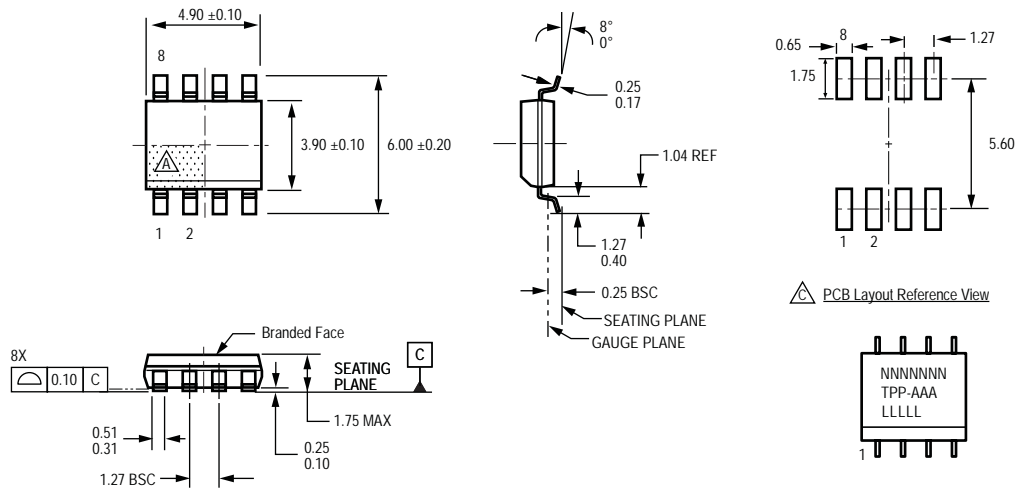 4.90 ±0.10
8
3.90 ±0.10
6.00 ±0.20
A
1 2
8°
0°
0.25
0.17
1.04 REF
1.27
0.40
0.25 BSC
SEATING PLANE
GAUGE PLANE
0.65
8
1.27
1.75
5.60
1 2
C PCB Layout Reference View
Branded Face
8X
0.10 C
SEATING
PLANE
C
1.75 MAX
0.51
0.31
0.25
0.10
1.27 BSC
NNNNNNN
TPP-AAA
LLLLL
1